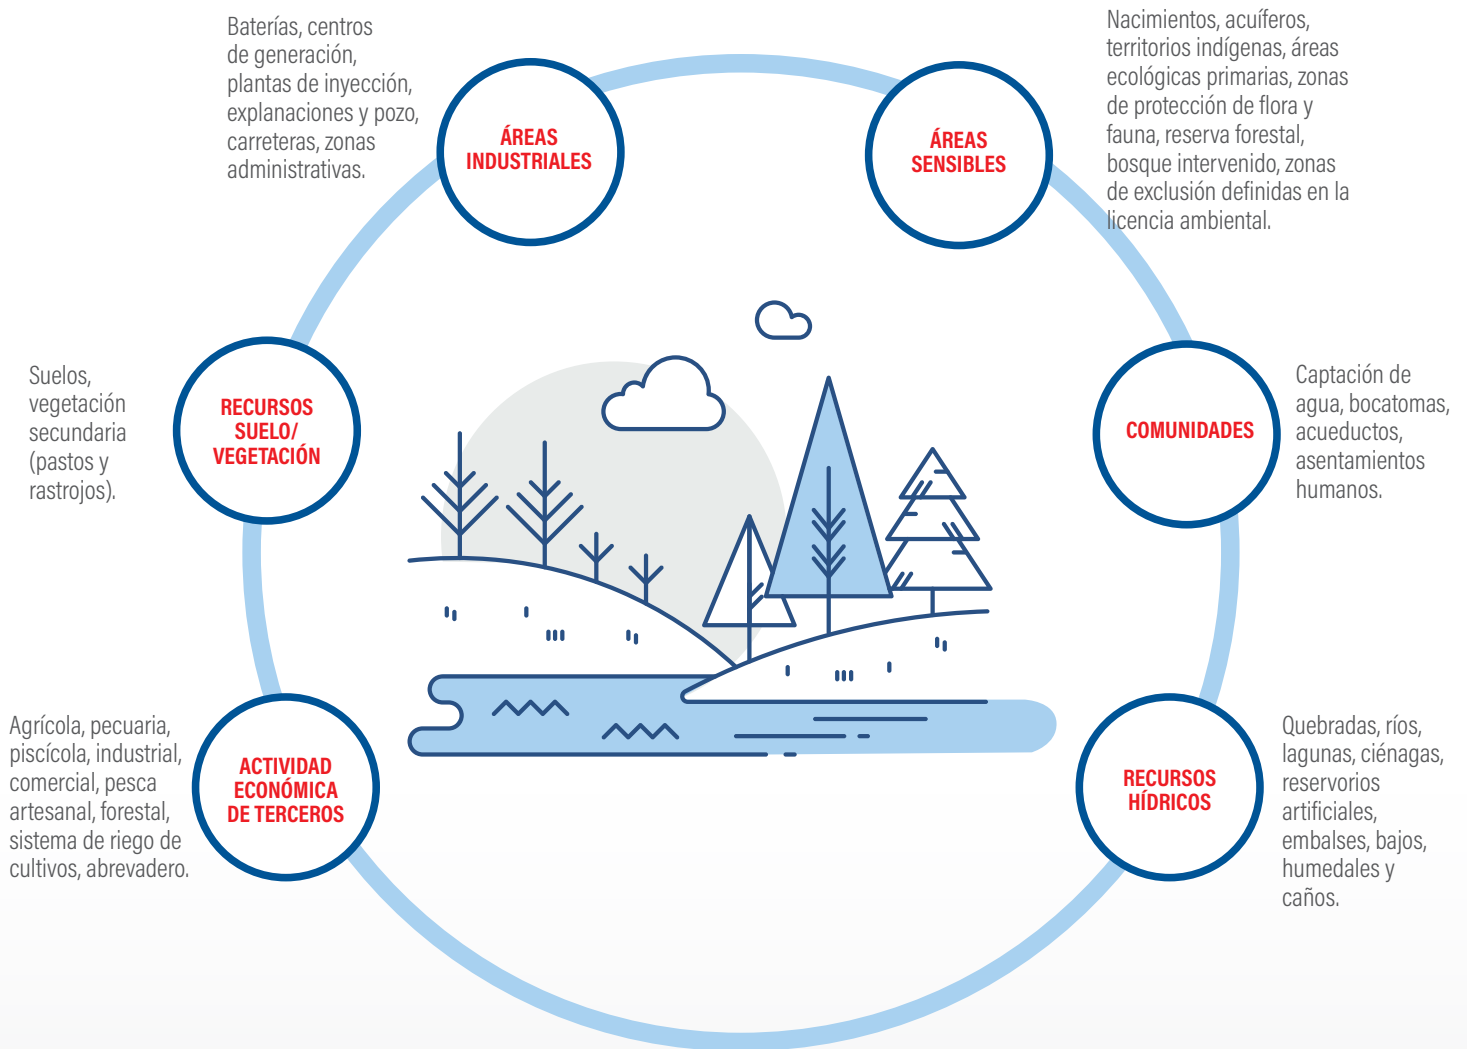 Baterías, centros
de generación,
plantas de inyección,
explanaciones y pozo,
carreteras, zonas
administrativas.
ÁREAS
INDUSTRIALES
Nacimientos, acuíferos,
territorios indígenas, áreas
ecológicas primarias, zonas
de protección de flora y
fauna, reserva forestal,
bosque intervenido, zonas
de exclusión definidas en la
licencia ambiental.
ÁREAS
SENSIBLES
Suelos,
vegetación
secundaria
(pastos y
rastrojos).
RECURSOS
SUELO/
VEGETACIÓN
COMUNIDADES
Captación de
agua, bocatomas,
acueductos,
asentamientos
humanos.
Agrícola, pecuaria,
piscícola, industrial,
comercial, pesca
artesanal, forestal,
sistema de riego de
cultivos, abrevadero.
ACTIVIDAD
ECONÓMICA
DE TERCEROS
RECURSOS
HÍDRICOS
Quebradas, ríos,
lagunas, ciénagas,
reservorios
artificiales,
embalses, bajos,
humedales y
caños.